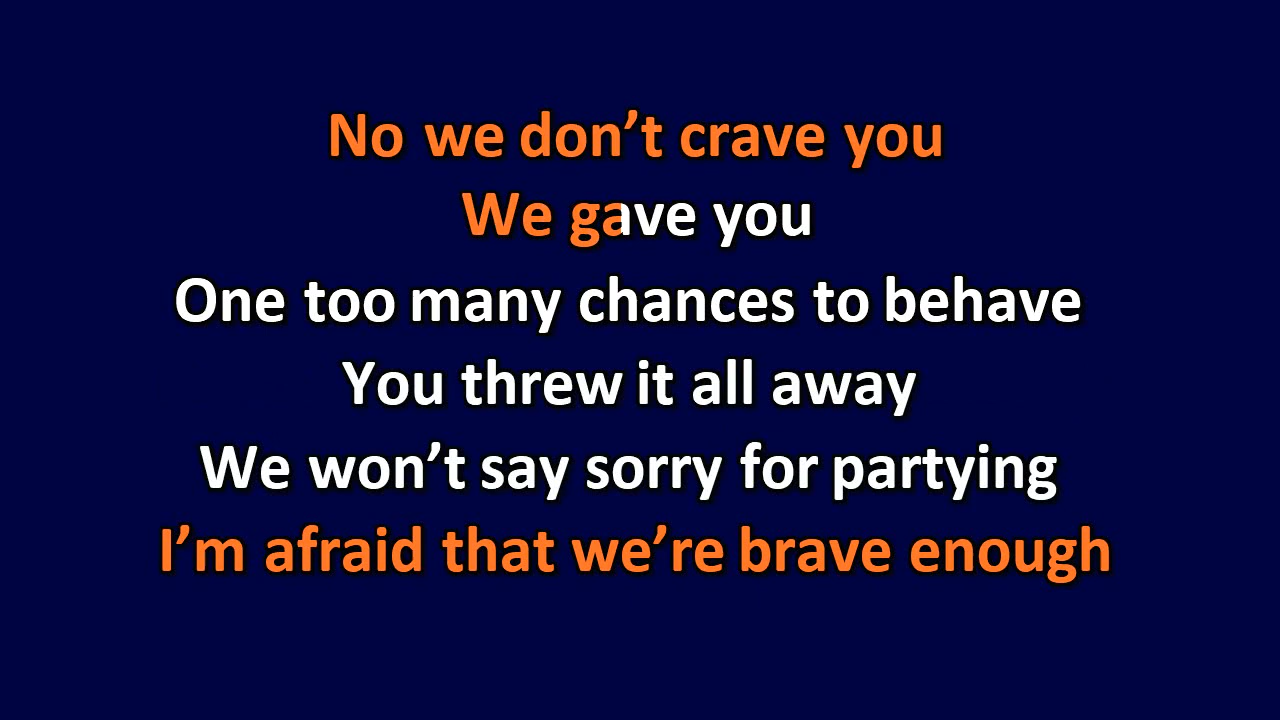 No we don’t crave you
We gave you
One too many chances to behave
You threw it all away
We won’t say sorry for partying
I’m afraid that we’re brave enough